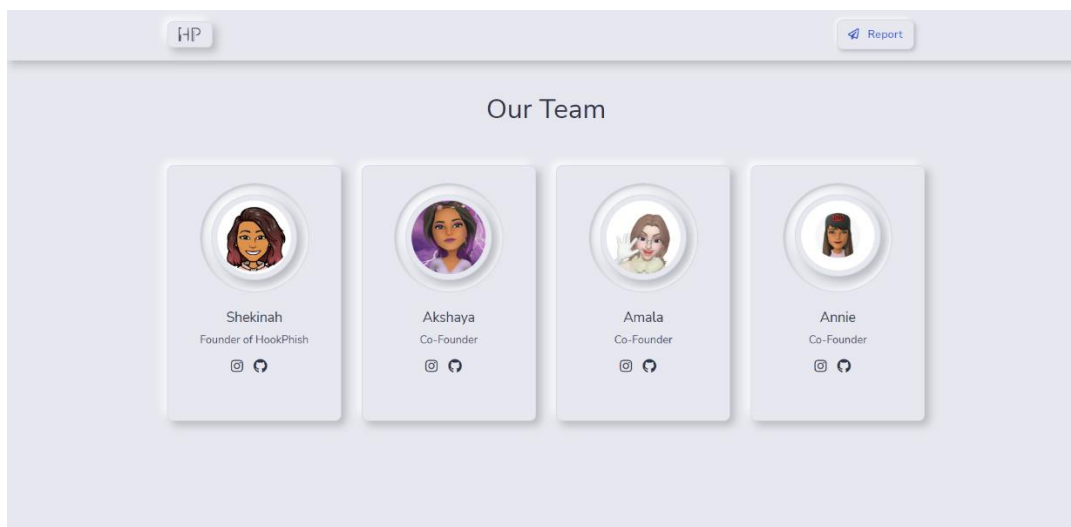 HP
Report
Our Team
Shekinah
Founder of HookPhish
Akshaya
Co-Founder
Amala
Co-Founder
Annie
Co-Founder